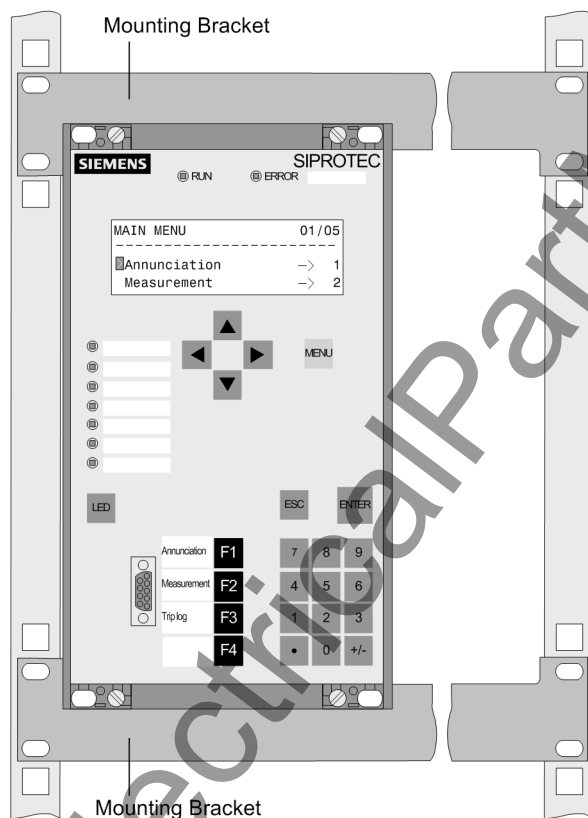 Mounting Bracket
SIEMENS
SIPROTEC
RUN
ERROR
MAIN MENU 01/05
Annunciation —> 1
Measurement —> 2
MENU
LED
ESC
ENTER
Annunciation F1
Measurement F2
Trip log F3
F4
7 8 9
4 5 6
1 2 3
• 0 +/-
Mounting Bracket